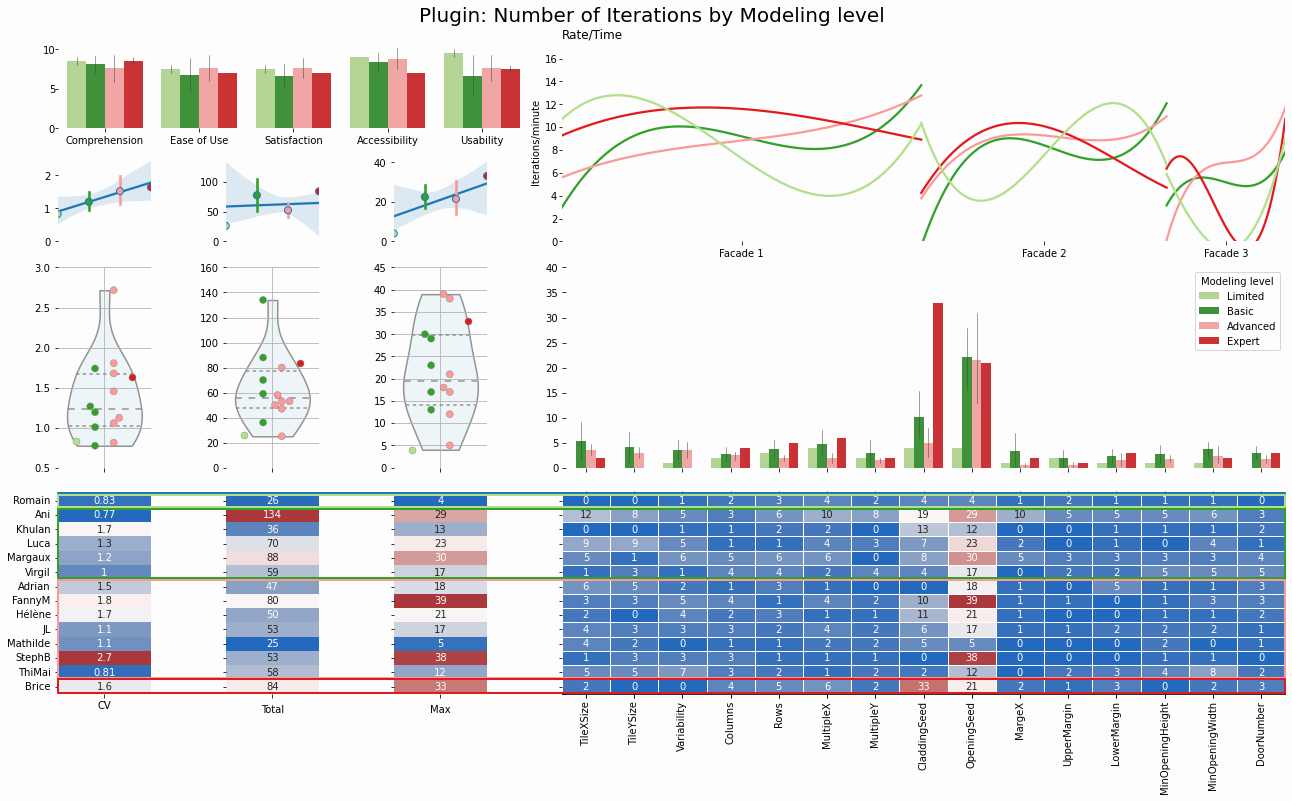 Plugin: Number of Iterations by Modeling level
Rate/Time
10
5
0
Comprehension Ease of Use Satisfaction Accessibility Usability
2
1
0
100
50
0
40
20
0
Iterations/minute
16
14
12
10
8
6
4
2
0
Facade 1 Facade 2 Facade 3
3.0
2.5
2.0
1.5
1.0
0.5
160
140
120
100
80
60
40
20
0
45
40
35
30
25
20
15
10
5
0
40
35
30
25
20
15
10
5
0
Modeling level
Limited
Basic
Advanced
Expert
Romain 0.83 26 4 0 0 1 2 3 4 2 4 4 1 2 1 1 1 0
Ani 0.77 134 29 12 8 5 3 6 10 8 19 29 10 5 5 5 6 3
Khulan 1.7 36 13 0 0 1 1 2 2 0 13 12 0 1 1 1 1 2
Luca 1.3 70 23 9 9 5 1 1 4 3 7 23 2 0 1 0 4 1
Margaux 1.2 88 30 5 1 6 5 6 6 0 8 30 5 3 3 3 3 4
Virgil 1 59 17 1 3 1 4 4 2 4 4 17 0 2 2 5 5 5
Adrian 1.5 47 18 6 5 2 1 3 1 0 0 18 1 0 5 1 3 1
FannyM 1.8 80 39 3 3 5 4 1 4 2 10 39 1 1 0 1 3 3
Hélène 1.7 50 21 2 0 4 2 3 1 1 11 21 1 0 0 1 1 2
JL 1.1 53 17 4 3 3 3 2 4 2 6 17 1 1 2 2 2 1
Mathilde 1.1 25 5 4 2 0 1 1 2 2 5 5 0 0 0 2 0 1
StephB 2.7 53 38 1 3 3 3 1 1 1 0 38 0 0 0 1 1 0
ThiMai 0.81 58 12 5 5 7 3 2 1 2 2 12 0 2 3 4 8 2
Brice 1.6 84 33 2 0 0 4 5 6 2 33 21 2 1 3 0 2 3
CV Total Max TileXSize TileYSize Variability Columns Rows MultipleX MultipleY CladdingSeed OpeningSeed MargeX UpperMargin LowerMargin MinOpeningHeight MinOpeningWidth DoorNumber